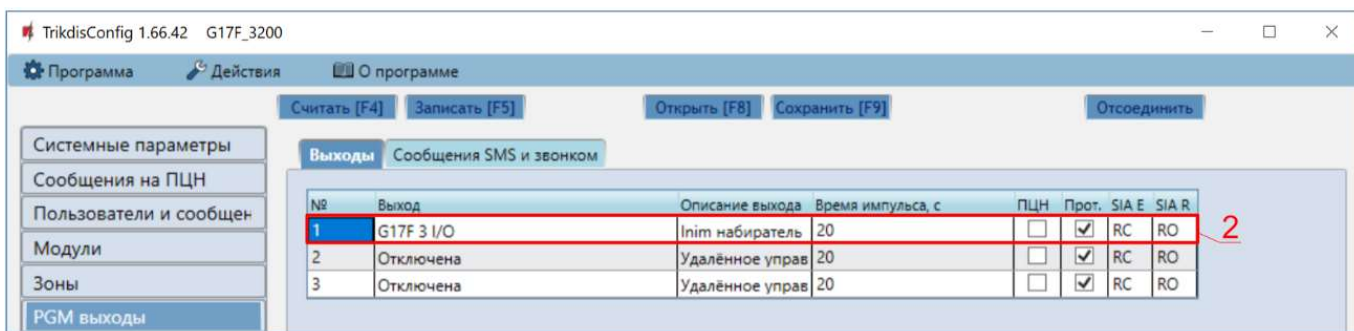 TrikdisConfig 1.66.42 G17F_3200
Программа Действия О программе
Считать [F4] Записать [F5] Открыть [F8] Сохранить [F9] Отсоединить
Системные параметры
Сообщения на ПЦН
Пользователи и сообщен
Модули
Зоны
PGM выходы
Выходы Сообщения SMS и звонком
№ Выход Описание выхода Время импульса, с ПЦН Прот. SIA E SIA R
1 G17F 3 I/O Inim набиратель 20 RC RO
2 Отключена Удалённое управ 20 RC RO
3 Отключена Удалённое управ 20 RC RO
2